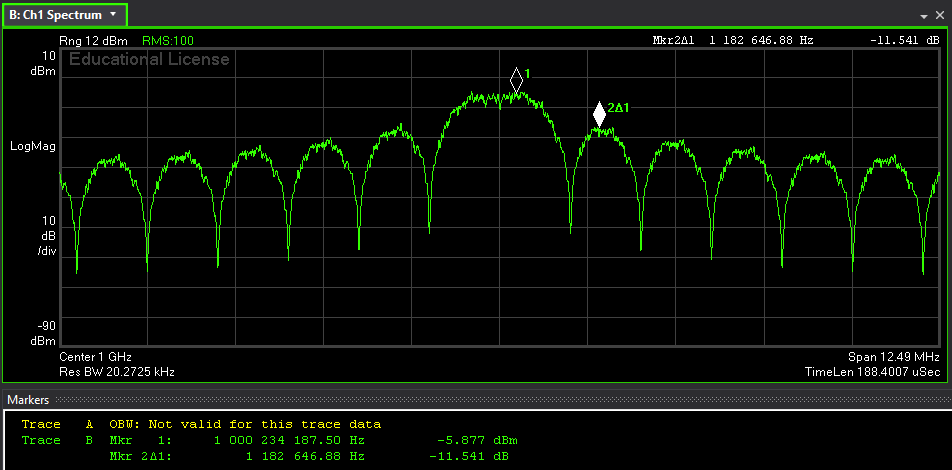 B: Ch1 Spectrum
Rng 12 dBm RMS:100 Mkr2Δ1 1 182 646.88 Hz -11.541 dB
10
dBm
Educational License
1
2Δ1
LogMag
10
dB
/div
-90
dBm
Center 1 GHz Span 12.49 MHz
Res BW 20.2725 kHz TimeLen 188.4007 uSec
Markers
Trace A OBW: Not valid for this trace data
Trace B Mkr 1: 1 000 234 187.50 Hz -5.877 dBm
Mkr 2Δ1: 1 182 646.88 Hz -11.541 dB